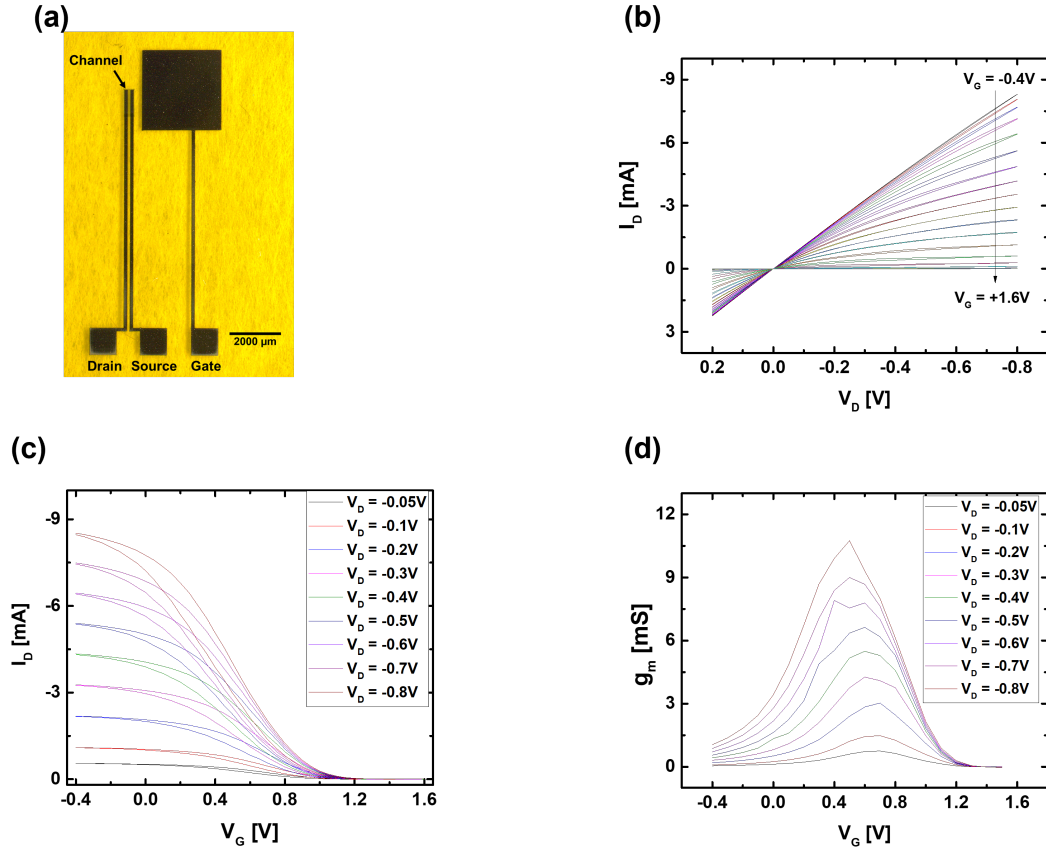 (a)
Channel
2000 µm
Drain Source Gate
(b)
-9
-6
-3
0
3
I_D [mA]
V_G = -0.4V
V_G = +1.6V
0.2 0.0 -0.2 -0.4 -0.6 -0.8
V_D [V]
(c)
-9
-6
-3
0
I_D [mA]
V_D = -0.05V
V_D = -0.1V
V_D = -0.2V
V_D = -0.3V
V_D = -0.4V
V_D = -0.5V
V_D = -0.6V
V_D = -0.7V
V_D = -0.8V
-0.4 0.0 0.4 0.8 1.2 1.6
V_G [V]
(d)
12
9
6
3
0
g_m [mS]
V_D = -0.05V
V_D = -0.1V
V_D = -0.2V
V_D = -0.3V
V_D = -0.4V
V_D = -0.5V
V_D = -0.6V
V_D = -0.7V
V_D = -0.8V
-0.4 0.0 0.4 0.8 1.2 1.6
V_G [V]